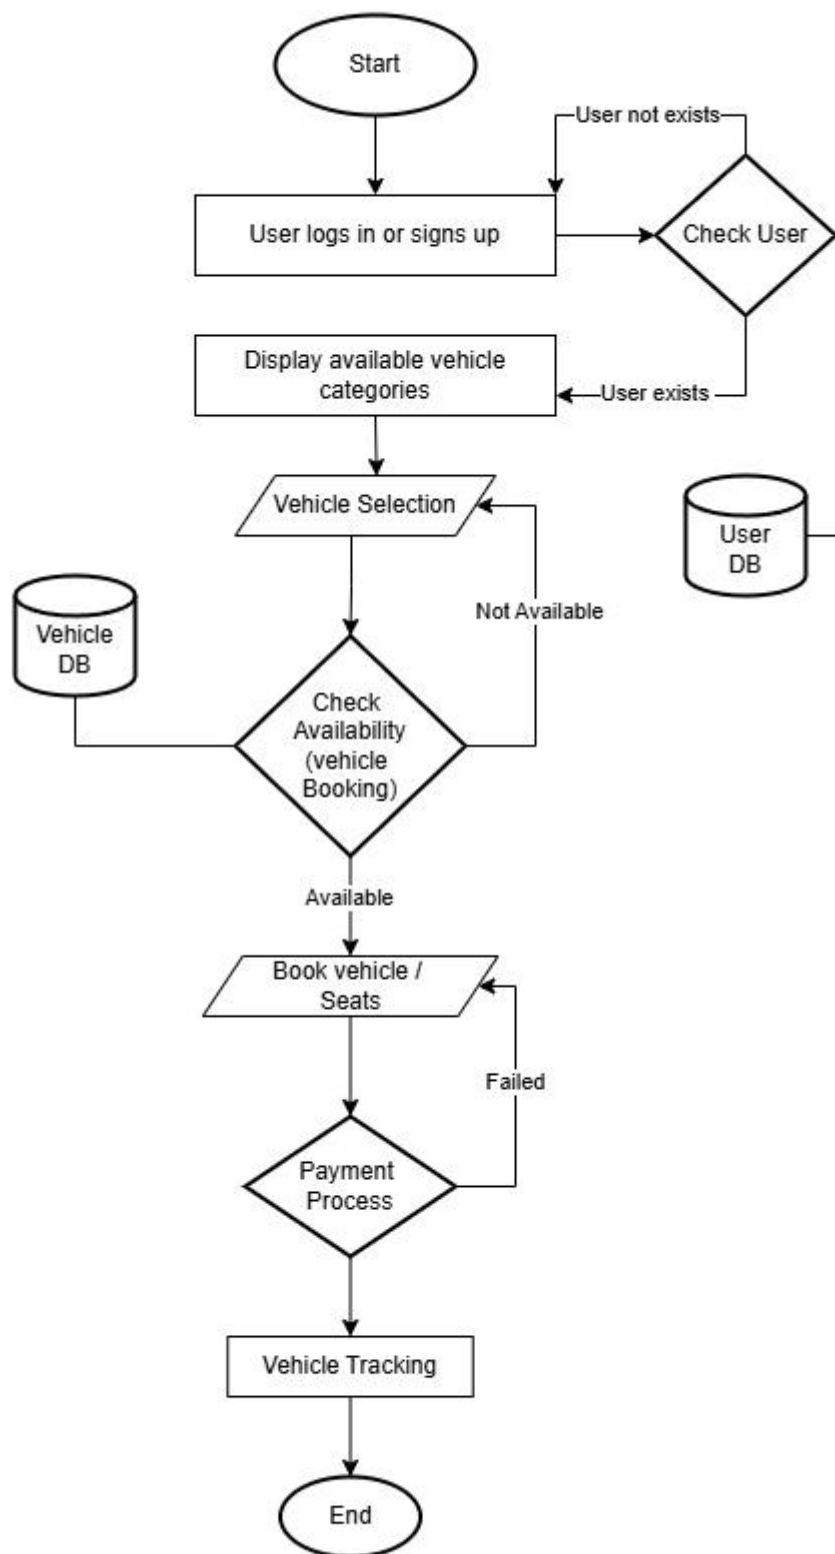 Start
User not exists
User logs in or signs up
Check User
Display available vehicle
categories
User exists
Vehicle Selection
User
DB
Not Available
Vehicle
DB
Check
Availability
(vehicle
Booking)
Available
Book vehicle /
Seats
Failed
Payment
Process
Vehicle Tracking
End